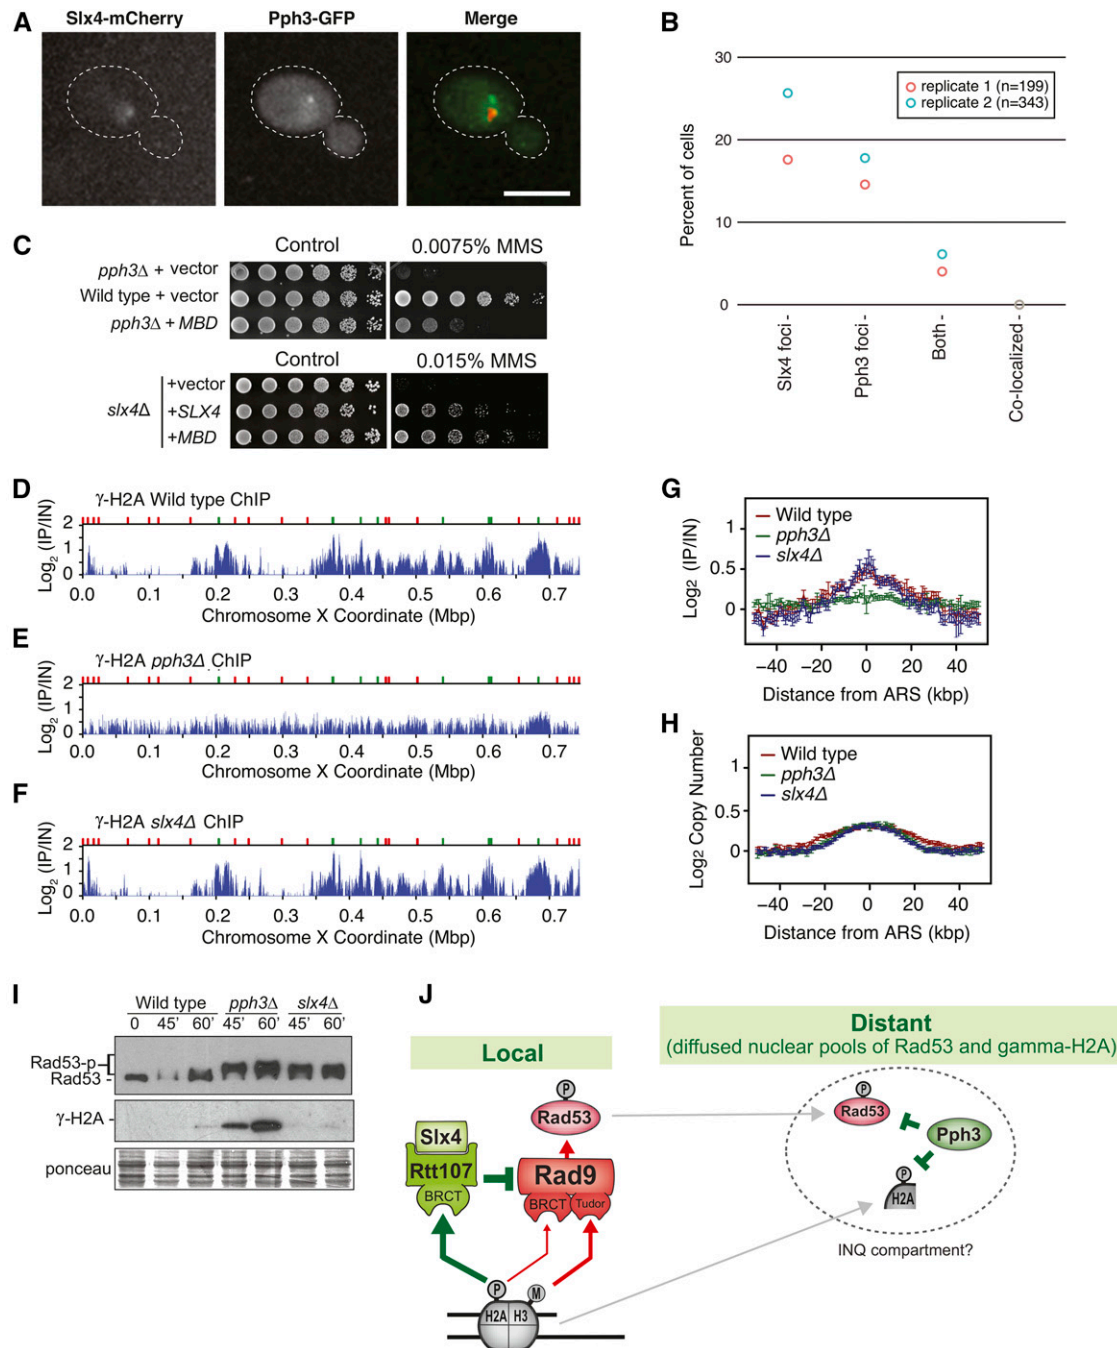 A
Slx4-mCherry
Pph3-GFP
Merge
B
30
20
10
0
Percent of cells
replicate 1 (n=199)
replicate 2 (n=343)
Slx4 foci
Pph3 foci
Both
Co-localized
C
Control
0.0075% MMS
pph3Δ + vector
Wild type + vector
pph3Δ + MBD
Control
0.015% MMS
slx4Δ
+vector
+SLX4
+MBD
D
γ-H2A Wild type ChIP
Log2 (IP/IN)
2
1
0
0.0 0.1 0.2 0.3 0.4 0.5 0.6 0.7
Chromosome X Coordinate (Mbp)
E
γ-H2A pph3Δ ChIP
Log2 (IP/IN)
2
1
0
0.0 0.1 0.2 0.3 0.4 0.5 0.6 0.7
Chromosome X Coordinate (Mbp)
F
γ-H2A slx4Δ ChIP
Log2 (IP/IN)
2
1
0
0.0 0.1 0.2 0.3 0.4 0.5 0.6 0.7
Chromosome X Coordinate (Mbp)
G
Wild type
pph3Δ
slx4Δ
Log2 (IP/IN)
1
0.5
0
−40 −20 0 20 40
Distance from ARS (kbp)
H
Wild type
pph3Δ
slx4Δ
Log2 Copy Number
1
0.5
0
−40 −20 0 20 40
Distance from ARS (kbp)
I
Wild type pph3Δ slx4Δ
0 45' 60' 45' 60' 45' 60'
Rad53-p
Rad53 -
γ-H2A -
ponceau
J
Local
Distant
(diffused nuclear pools of Rad53 and gamma-H2A)
P
Rad53
Slx4
Rtt107
BRCT
Rad9
BRCT
Tudor
P
M
H2A
H3
P
Rad53
Pph3
P
H2A
INQ compartment?